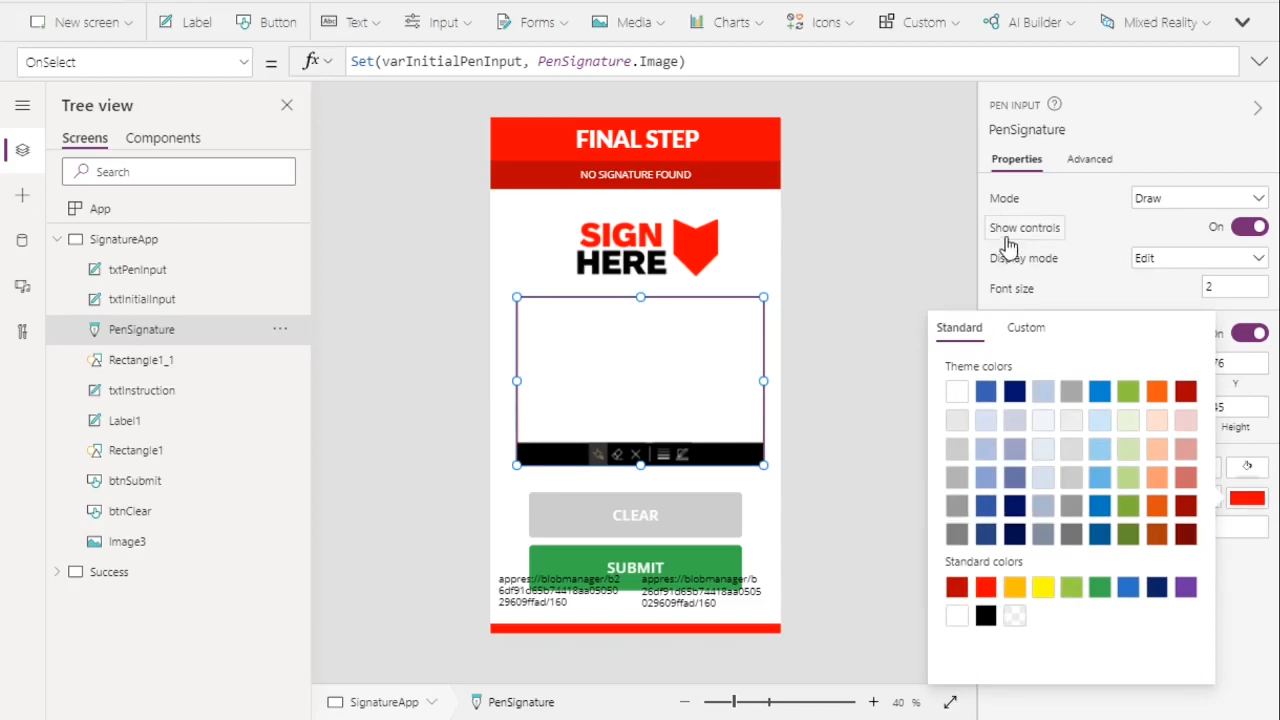 New screen
Label
Button
Abc Text
Input
Forms
Media
Charts
Icons
Custom
AI Builder
Mixed Reality
OnSelect
=
fx
Set(varInitialPenInput, PenSignature.Image)
Tree view
Screens
Components
Search
App
SignatureApp
txtPenInput
txtInitialInput
PenSignature
Rectangle1_1
txtInstruction
Label1
Rectangle1
btnSubmit
btnClear
Image3
Success
FINAL STEP
NO SIGNATURE FOUND
SIGN
HERE
CLEAR
SUBMIT
appres://blobmanager/b2
6df91d65b74418aa05050
29609ffad/160
appres://blobmanager/b
26df91d65b74418aa0505
029609ffad/160
SignatureApp
PenSignature
40 %
PEN INPUT
PenSignature
Properties
Advanced
Mode
Draw
Show controls
On
Display mode
Edit
Font size
2
Y
Height
Standard
Custom
Theme colors
Standard colors